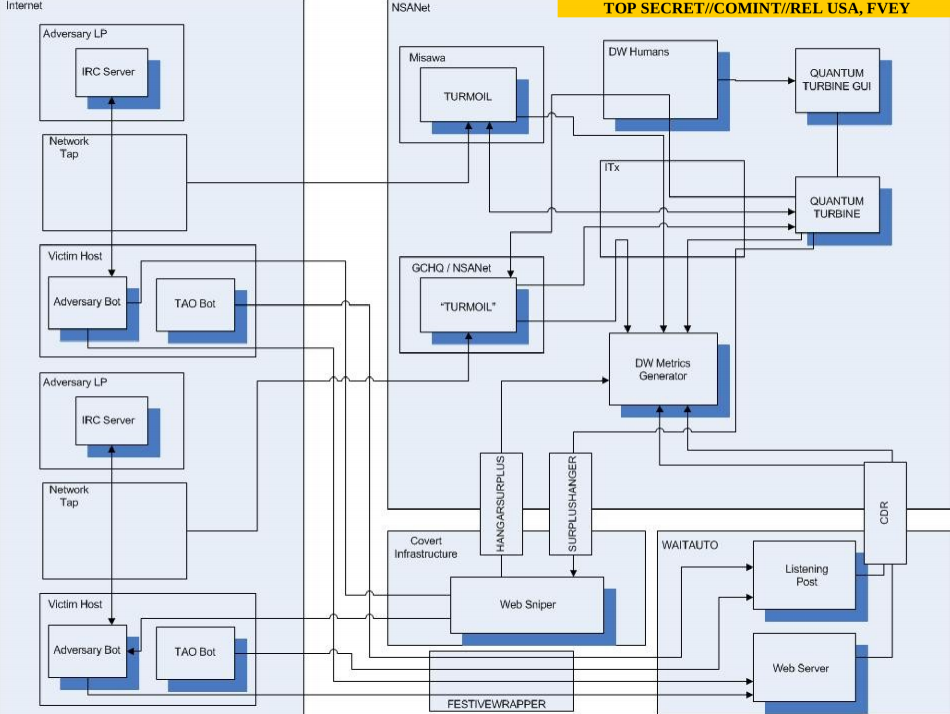 Internet
NSANet
TOP SECRET//COMINT//REL USA, FVEY
Adversary LP
IRC Server
Misawa
TURMOIL
DW Humans
QUANTUM
TURBINE GUI
Network
Tap
ITx
QUANTUM
TURBINE
Victim Host
Adversary Bot
TAO Bot
GCHQ / NSANet
"TURMOIL"
DW Metrics
Generator
Adversary LP
IRC Server
Network
Tap
HANGARSURPLUS
SURPLUSHANGER
CDR
Covert
Infrastructure
Web Sniper
WAITAUTO
Listening
Post
Victim Host
Adversary Bot
TAO Bot
Web Server
FESTIVEWRAPPER